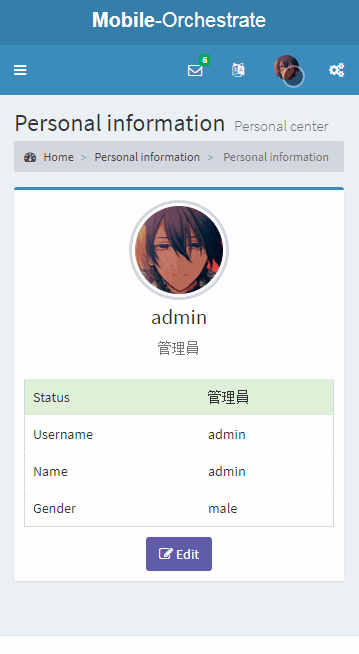 Mobile-Orchestrate
6
Personal information Personal center
Home > Personal information > Personal information
admin
管理員
Status 管理員
Username admin
Name admin
Gender male
Edit